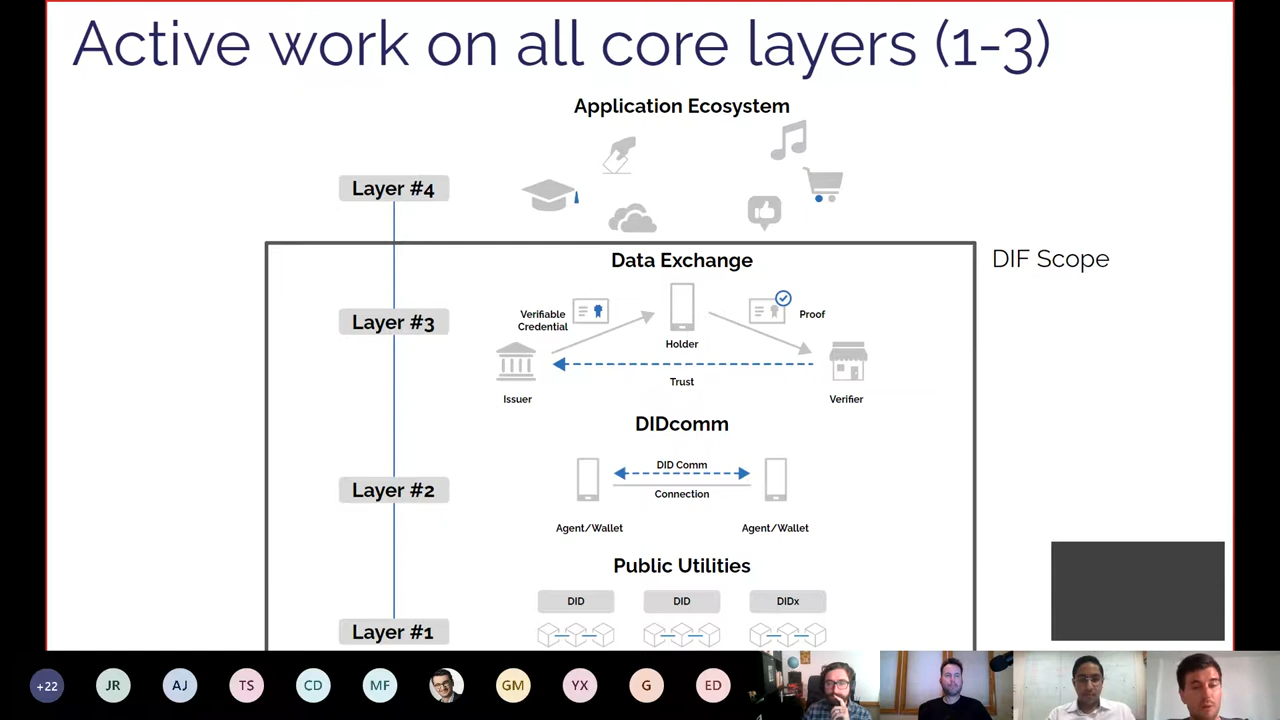 Active work on all core layers (1-3)
Application Ecosystem
Layer #4
Data Exchange
DIF Scope
Verifiable
Credential
Proof
Layer #3
Holder
Trust
Issuer
Verifier
DIDcomm
DID Comm
Layer #2
Connection
Agent/Wallet
Agent/Wallet
Public Utilities
DID
DID
DIDx
Layer #1
+22
JR
AJ
TS
CD
MF
GM
YX
G
ED